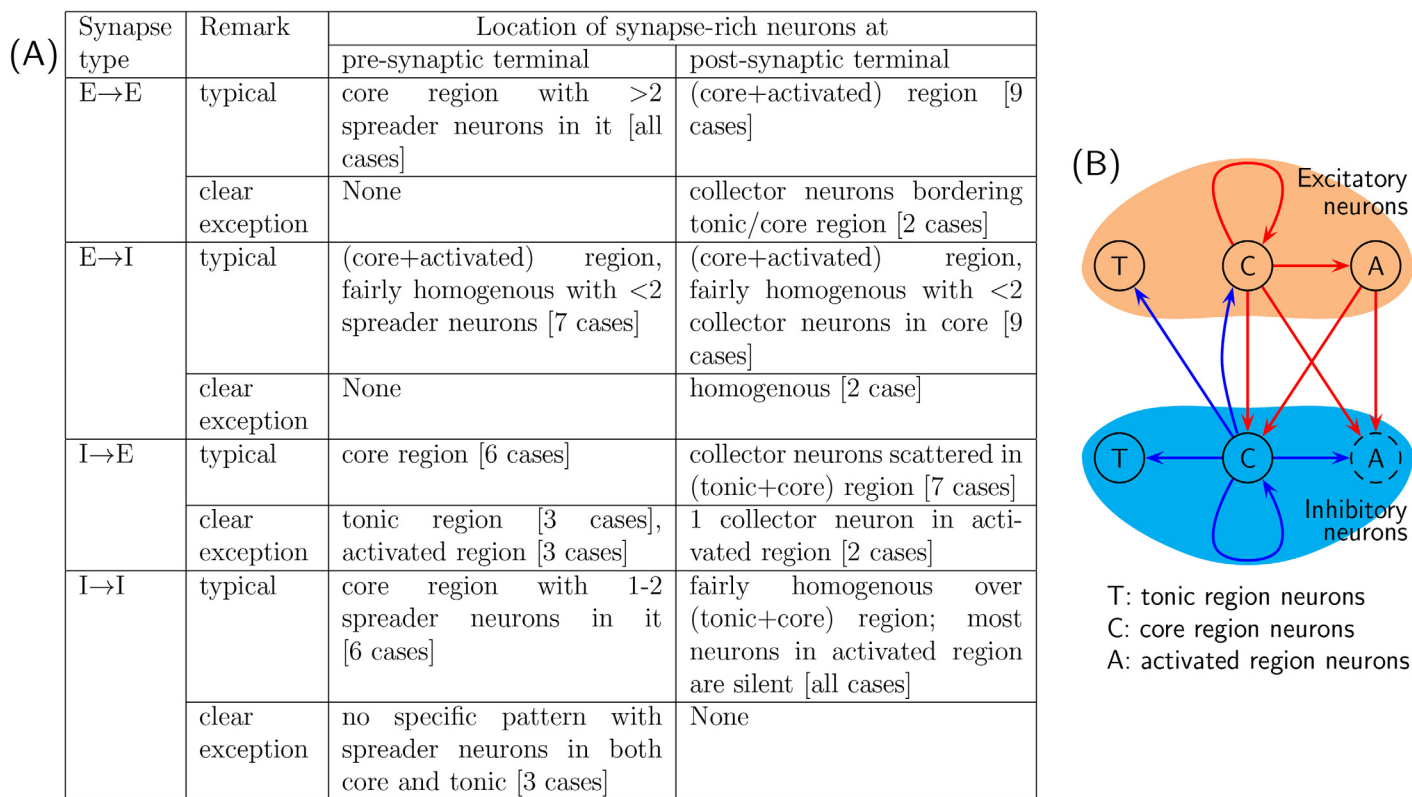 (A)
Synapse type
Remark
Location of synapse-rich neurons at
pre-synaptic terminal
post-synaptic terminal
E→E
typical
core region with >2
spreader neurons in it [all
cases]
(core+activated) region [9
cases]
clear
exception
None
collector neurons bordering
tonic/core region [2 cases]
E→I
typical
(core+activated) region,
fairly homogenous with <2
spreader neurons [7 cases]
(core+activated) region,
fairly homogenous with <2
collector neurons in core [9
cases]
clear
exception
None
homogenous [2 case]
I→E
typical
core region [6 cases]
collector neurons scattered in
(tonic+core) region [7 cases]
clear
exception
tonic region [3 cases],
activated region [3 cases]
1 collector neuron in acti-
vated region [2 cases]
I→I
typical
core region with 1-2
spreader neurons in it
[6 cases]
fairly homogenous over
(tonic+core) region; most
neurons in activated region
are silent [all cases]
clear
exception
no specific pattern with
spreader neurons in both
core and tonic [3 cases]
None
(B)
Excitatory
neurons
T
C
A
T
C
A
Inhibitory
neurons
T: tonic region neurons
C: core region neurons
A: activated region neurons